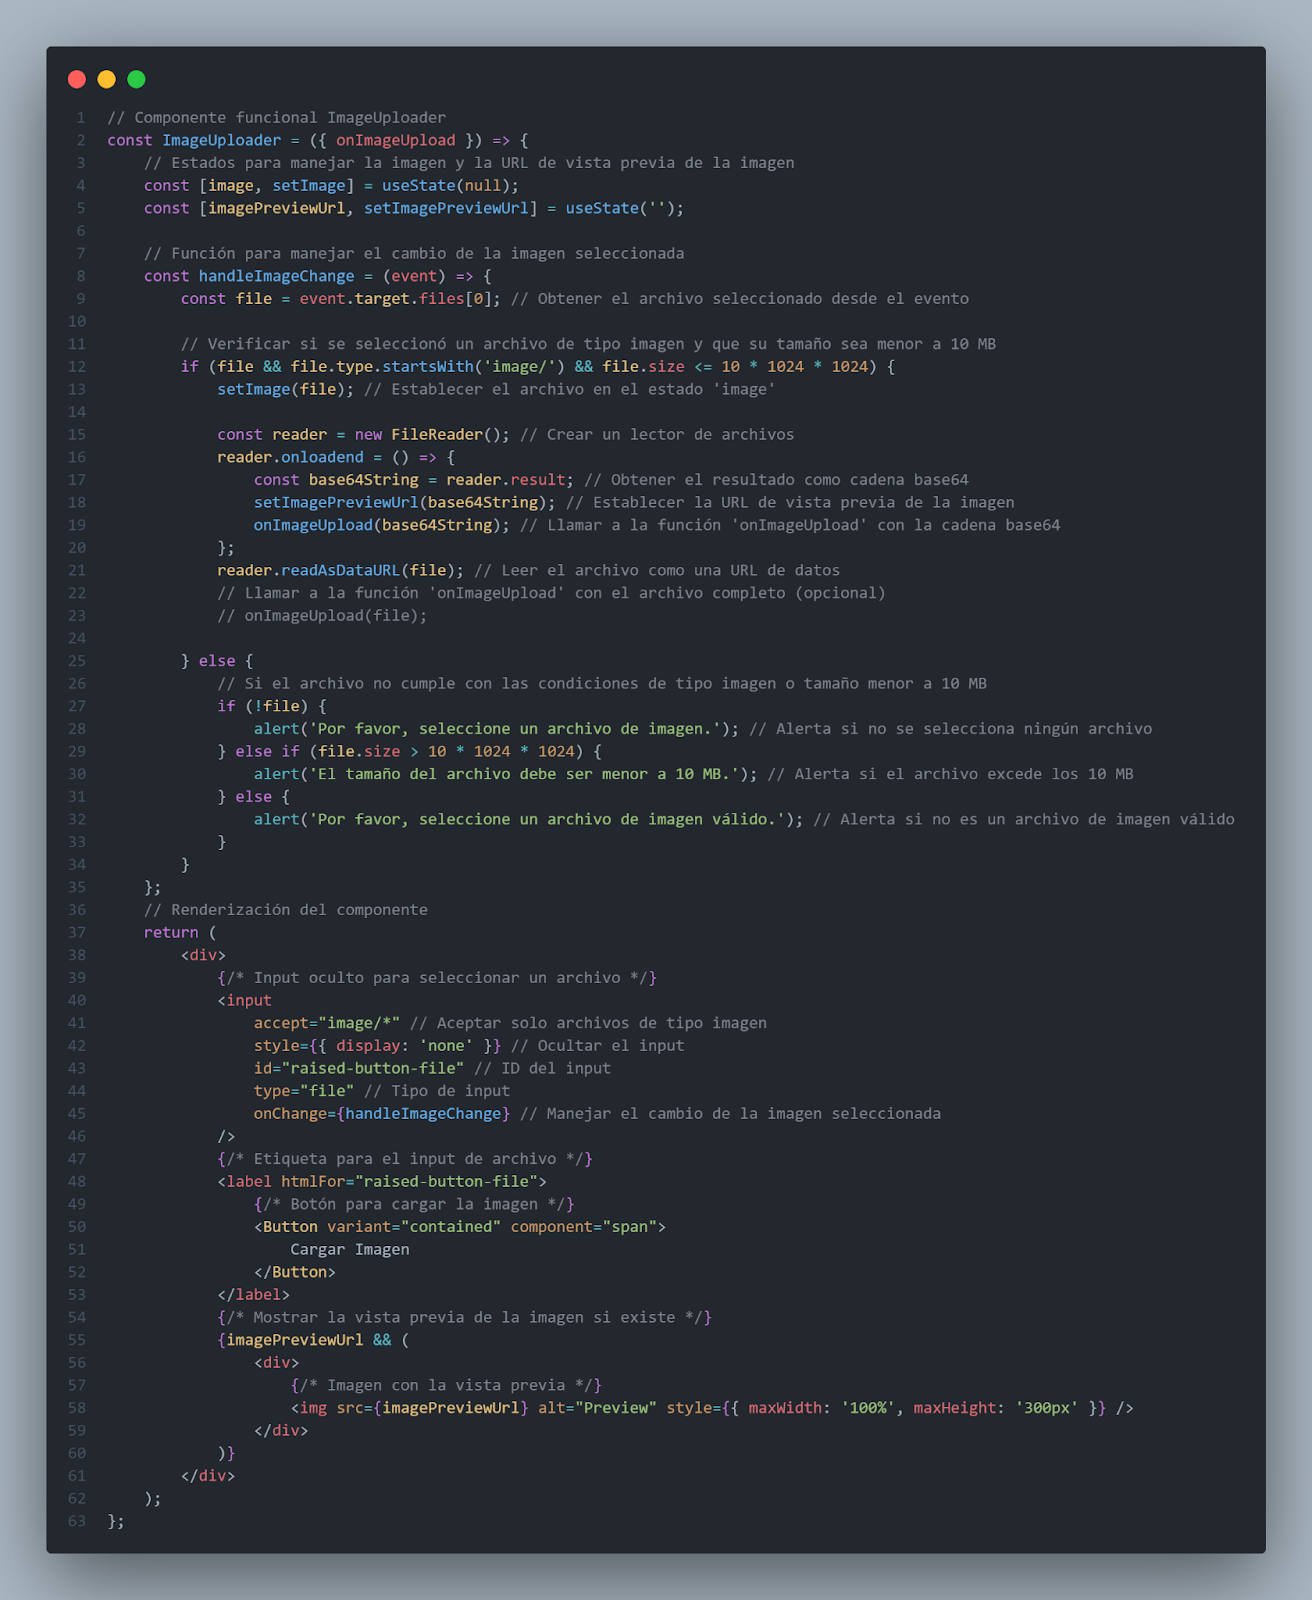 1 // Componente funcional ImageUploader
2 const ImageUploader = ({ onImageUpload }) => {
3     // Estados para manejar la imagen y la URL de vista previa de la imagen
4     const [image, setImage] = useState(null);
5     const [imagePreviewUrl, setImagePreviewUrl] = useState('');
6
7     // Función para manejar el cambio de la imagen seleccionada
8     const handleImageChange = (event) => {
9         const file = event.target.files[0]; // Obtener el archivo seleccionado desde el evento
10
11         // Verificar si se seleccionó un archivo de tipo imagen y que su tamaño sea menor a 10 MB
12         if (file && file.type.startsWith('image/') && file.size <= 10 * 1024 * 1024) {
13             setImage(file); // Establecer el archivo en el estado 'image'
14
15             const reader = new FileReader(); // Crear un lector de archivos
16             reader.onloadend = () => {
17                 const base64String = reader.result; // Obtener el resultado como cadena base64
18                 setImagePreviewUrl(base64String); // Establecer la URL de vista previa de la imagen
19                 onImageUpload(base64String); // Llamar a la función 'onImageUpload' con la cadena base64
20             };
21             reader.readAsDataURL(file); // Leer el archivo como una URL de datos
22             // Llamar a la función 'onImageUpload' con el archivo completo (opcional)
23             // onImageUpload(file);
24
25         } else {
26             // Si el archivo no cumple con las condiciones de tipo imagen o tamaño menor a 10 MB
27             if (!file) {
28                 alert('Por favor, seleccione un archivo de imagen.'); // Alerta si no se selecciona ningún archivo
29             } else if (file.size > 10 * 1024 * 1024) {
30                 alert('El tamaño del archivo debe ser menor a 10 MB.'); // Alerta si el archivo excede los 10 MB
31             } else {
32                 alert('Por favor, seleccione un archivo de imagen válido.'); // Alerta si no es un archivo de imagen válido
33             }
34         }
35     };
36     // Renderización del componente
37     return (
38         <div>
39             {/* Input oculto para seleccionar un archivo */}
40             <input
41                 accept="image/*" // Aceptar solo archivos de tipo imagen
42                 style={{ display: 'none' }} // Ocultar el input
43                 id="raised-button-file" // ID del input
44                 type="file" // Tipo de input
45                 onChange={handleImageChange} // Manejar el cambio de la imagen seleccionada
46             />
47             {/* Etiqueta para el input de archivo */}
48             <label htmlFor="raised-button-file">
49                 {/* Botón para cargar la imagen */}
50                 <Button variant="contained" component="span">
51                     Cargar Imagen
52                 </Button>
53             </label>
54             {/* Mostrar la vista previa de la imagen si existe */}
55             {imagePreviewUrl && (
56                 <div>
57                     {/* Imagen con la vista previa */}
58                     <img src={imagePreviewUrl} alt="Preview" style={{ maxWidth: '100%', maxHeight: '300px' }} />
59                 </div>
60             )}
61         </div>
62     );
63 };